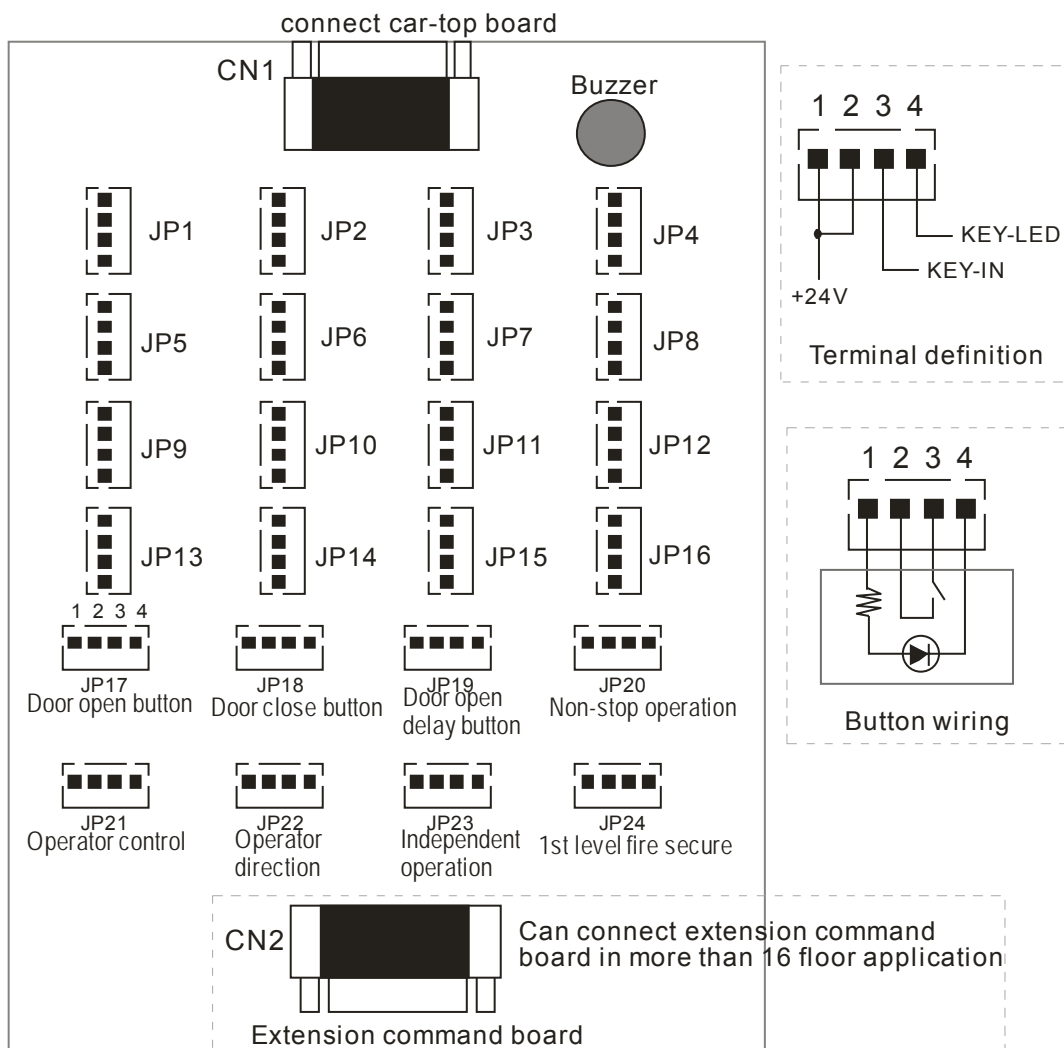 connect car-top board
CN1
Buzzer
JP1
JP2
JP3
JP4
JP5
JP6
JP7
JP8
JP9
JP10
JP11
JP12
JP13
JP14
JP15
JP16
1 2 3 4
JP17
Door open button
JP18
Door close button
JP19
Door open
delay button
JP20
Non-stop operation
JP21
Operator control
JP22
Operator
direction
JP23
Independent
operation
JP24
1st level fire secure
CN2
Can connect extension command
board in more than 16 floor application
Extension command board
1 2 3 4
KEY-LED
KEY-IN
+24V
Terminal definition
1 2 3 4
Button wiring